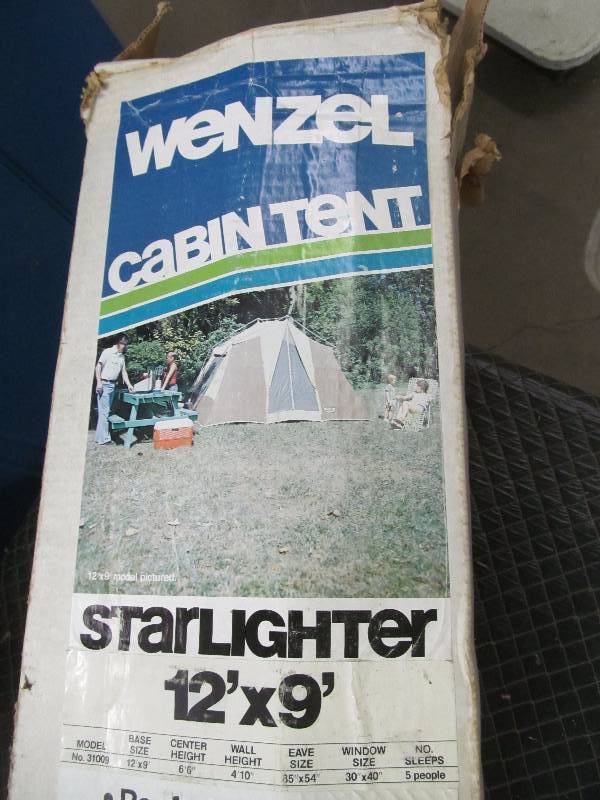 WENZEL
CABIN TENT
12'x9' model pictured.
STARLIGHTER
12'x9'
MODEL BASE SIZE CENTER HEIGHT WALL HEIGHT EAVE SIZE WINDOW SIZE NO. SLEEPS
No. 31009 12'x9' 6'6" 4'10" 85"x54" 30"x40" 5 people